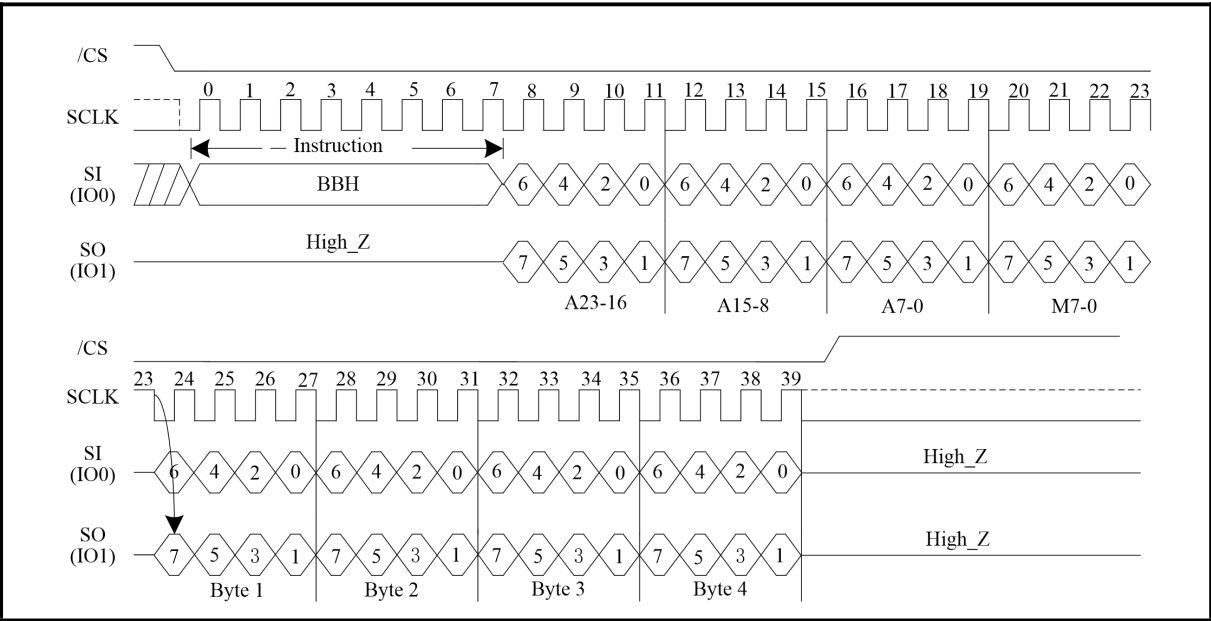 /CS
0 1 2 3 4 5 6 7 8 9 10 11 12 13 14 15 16 17 18 19 20 21 22 23
SCLK
Instruction
SI
(IO0)
BBH
6 4 2 0 6 4 2 0 6 4 2 0 6 4 2 0
High_Z
SO
(IO1)
7 5 3 1 7 5 3 1 7 5 3 1 7 5 3 1
A23-16 A15-8 A7-0 M7-0
/CS
23 24 25 26 27 28 29 30 31 32 33 34 35 36 37 38 39
SCLK
SI
(IO0)
6 4 2 0 6 4 2 0 6 4 2 0 6 4 2 0
High_Z
SO
(IO1)
7 5 3 1 7 5 3 1 7 5 3 1 7 5 3 1
High_Z
Byte 1 Byte 2 Byte 3 Byte 4